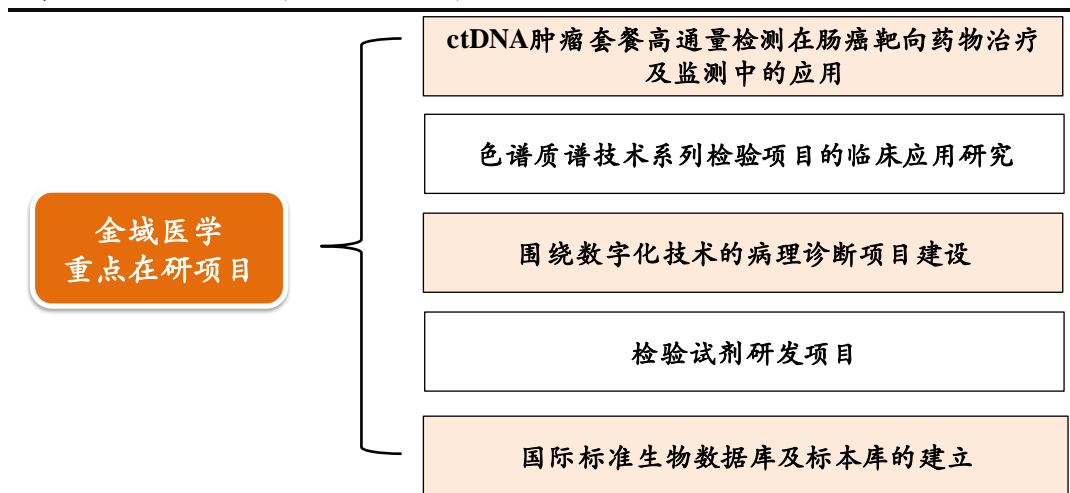 金域医学
重点在研项目
ctDNA肿瘤套餐高通量检测在肠癌靶向药物治疗
及监测中的应用
色谱质谱技术系列检验项目的临床应用研究
围绕数字化技术的病理诊断项目建设
检验试剂研发项目
国际标准生物数据库及标本库的建立